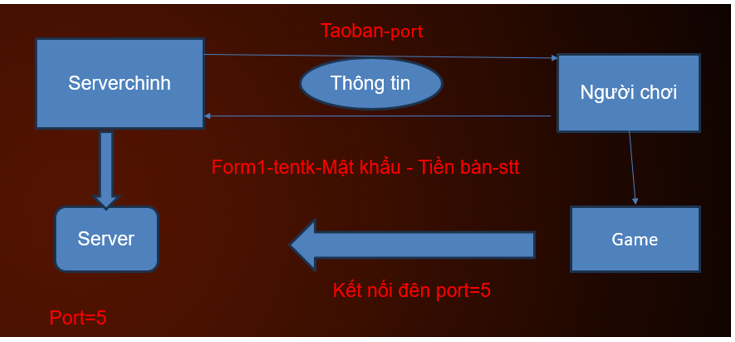 Taoban-port
Serverchinh
Thông tin
Người chơi
Form1-tentk-Mật khẩu - Tiền bàn-stt
Server
Game
Kết nối đên port=5
Port=5